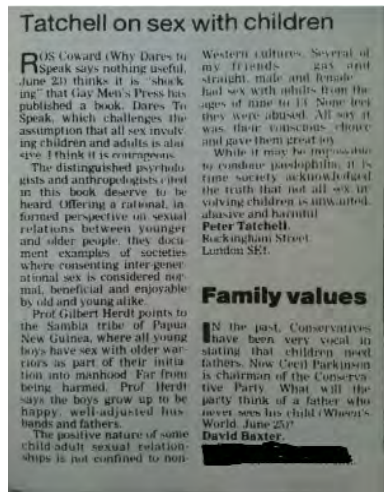 Tatchell on sex with children
ROS Coward (Why Dares to
Speak says nothing useful,
June 23) thinks it is "shock
ing" that Gay Men's Press has
published a book, Dares To
Speak, which challenges the
assumption that all sex involv
ing children and adults is abu
sive. I think it is courageous.
The distinguished psycholo
gists and anthropologists cited
in this book deserve to be
heard. Offering a rational, in
formed perspective on sexual
relations between younger
and older people, they docu
ment examples of societies
where consenting inter-gener
ational sex is considered nor
mal, beneficial and enjoyable
by old and young alike.
Prof Gilbert Herdt points to
the Sambia tribe of Papua
New Guinea, where all young
boys have sex with older war
riors as part of their initia
tion into manhood. Far from
being harmed, Prof Herdt
says the boys grow up to be
happy, well-adjusted hus
bands and fathers.
The positive nature of some
child-adult sexual relation
ships is not confined to non-
Western cultures. Several of
my friends gay and
straight, male and female
had sex with adults from the
ages of nine to 13. None feel
they were abused. All say it
was their conscious choice
and gave them great joy.
While it may be impossible
to condone paedophilia, it is
time society acknowledged
the truth that not all sex in
volving children is unwanted,
abusive and harmful.
Peter Tatchell.
Rockingham Street,
London SE1.
Family values
IN the past, Conservatives
have been very vocal in
stating that children need
fathers. Now Cecil Parkinson
is chairman of the Conserva
tive Party. What will the
party think of a father who
never sees his child (Wheen's
World, June 25)?
David Baxter.